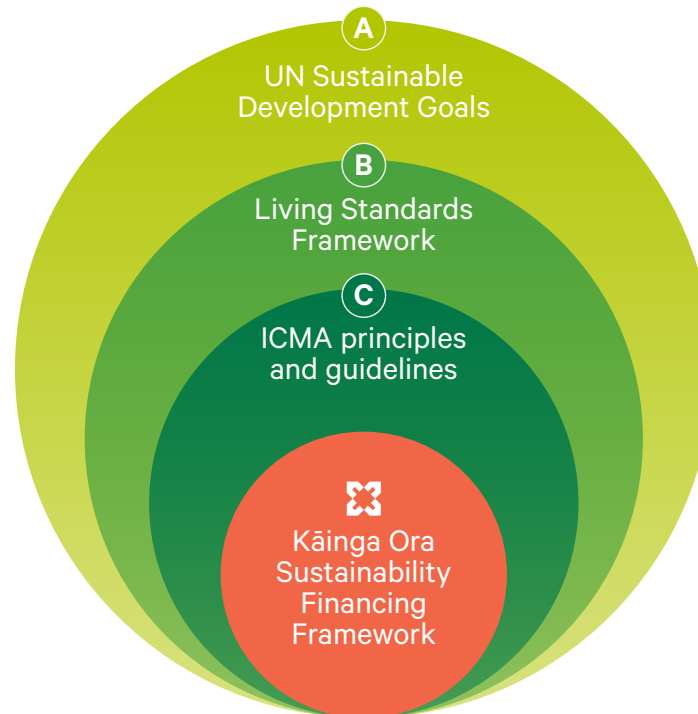 A
UN Sustainable
Development Goals
B
Living Standards
Framework
C
ICMA principles
and guidelines
Kāinga Ora
Sustainability
Financing
Framework